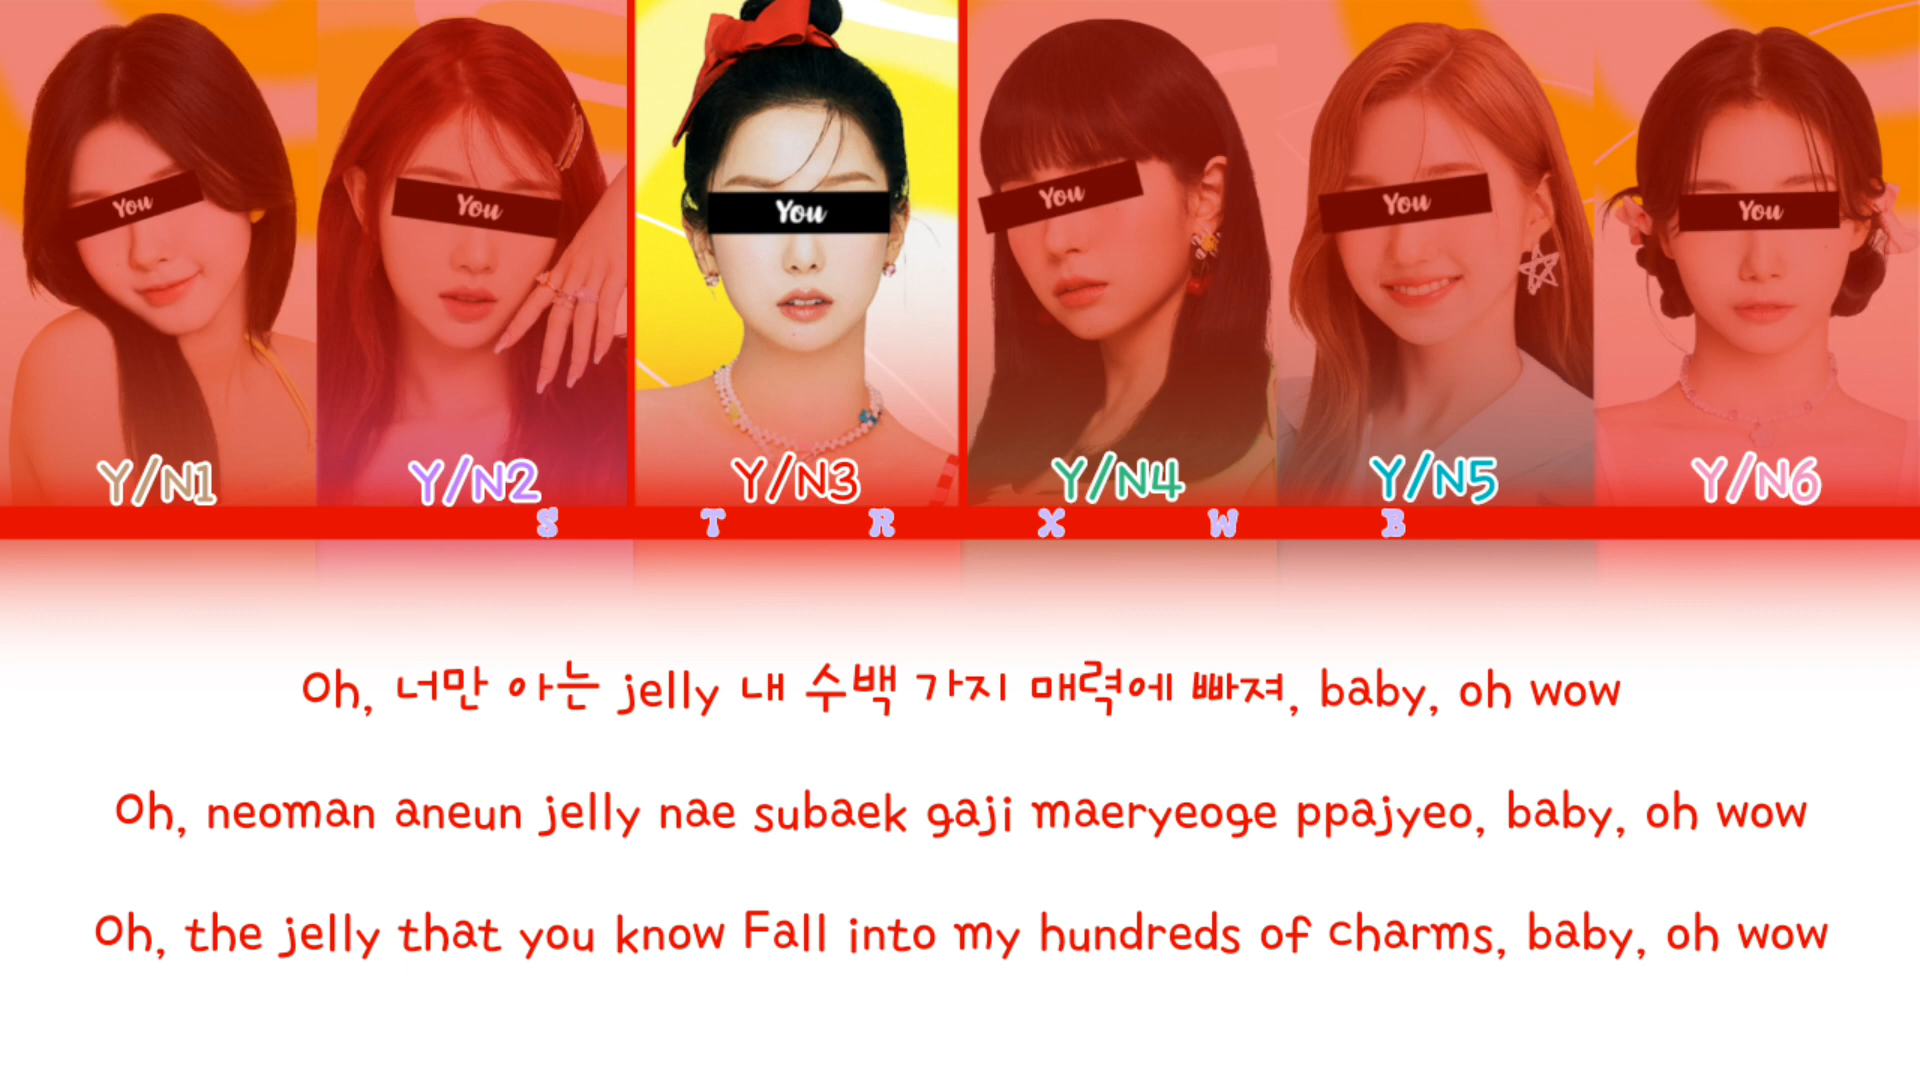 You You You You You You
Y/N1 Y/N2 Y/N3 Y/N4 Y/N5 Y/N6
S T R X W B
Oh, 너만 아는 jelly 내 수백 가지 매력에 빠져, baby, oh wow
Oh, neoman aneun jelly nae subaek gaji maeryeoge ppajyeo, baby, oh wow
Oh, the jelly that you know Fall into my hundreds of charms, baby, oh wow